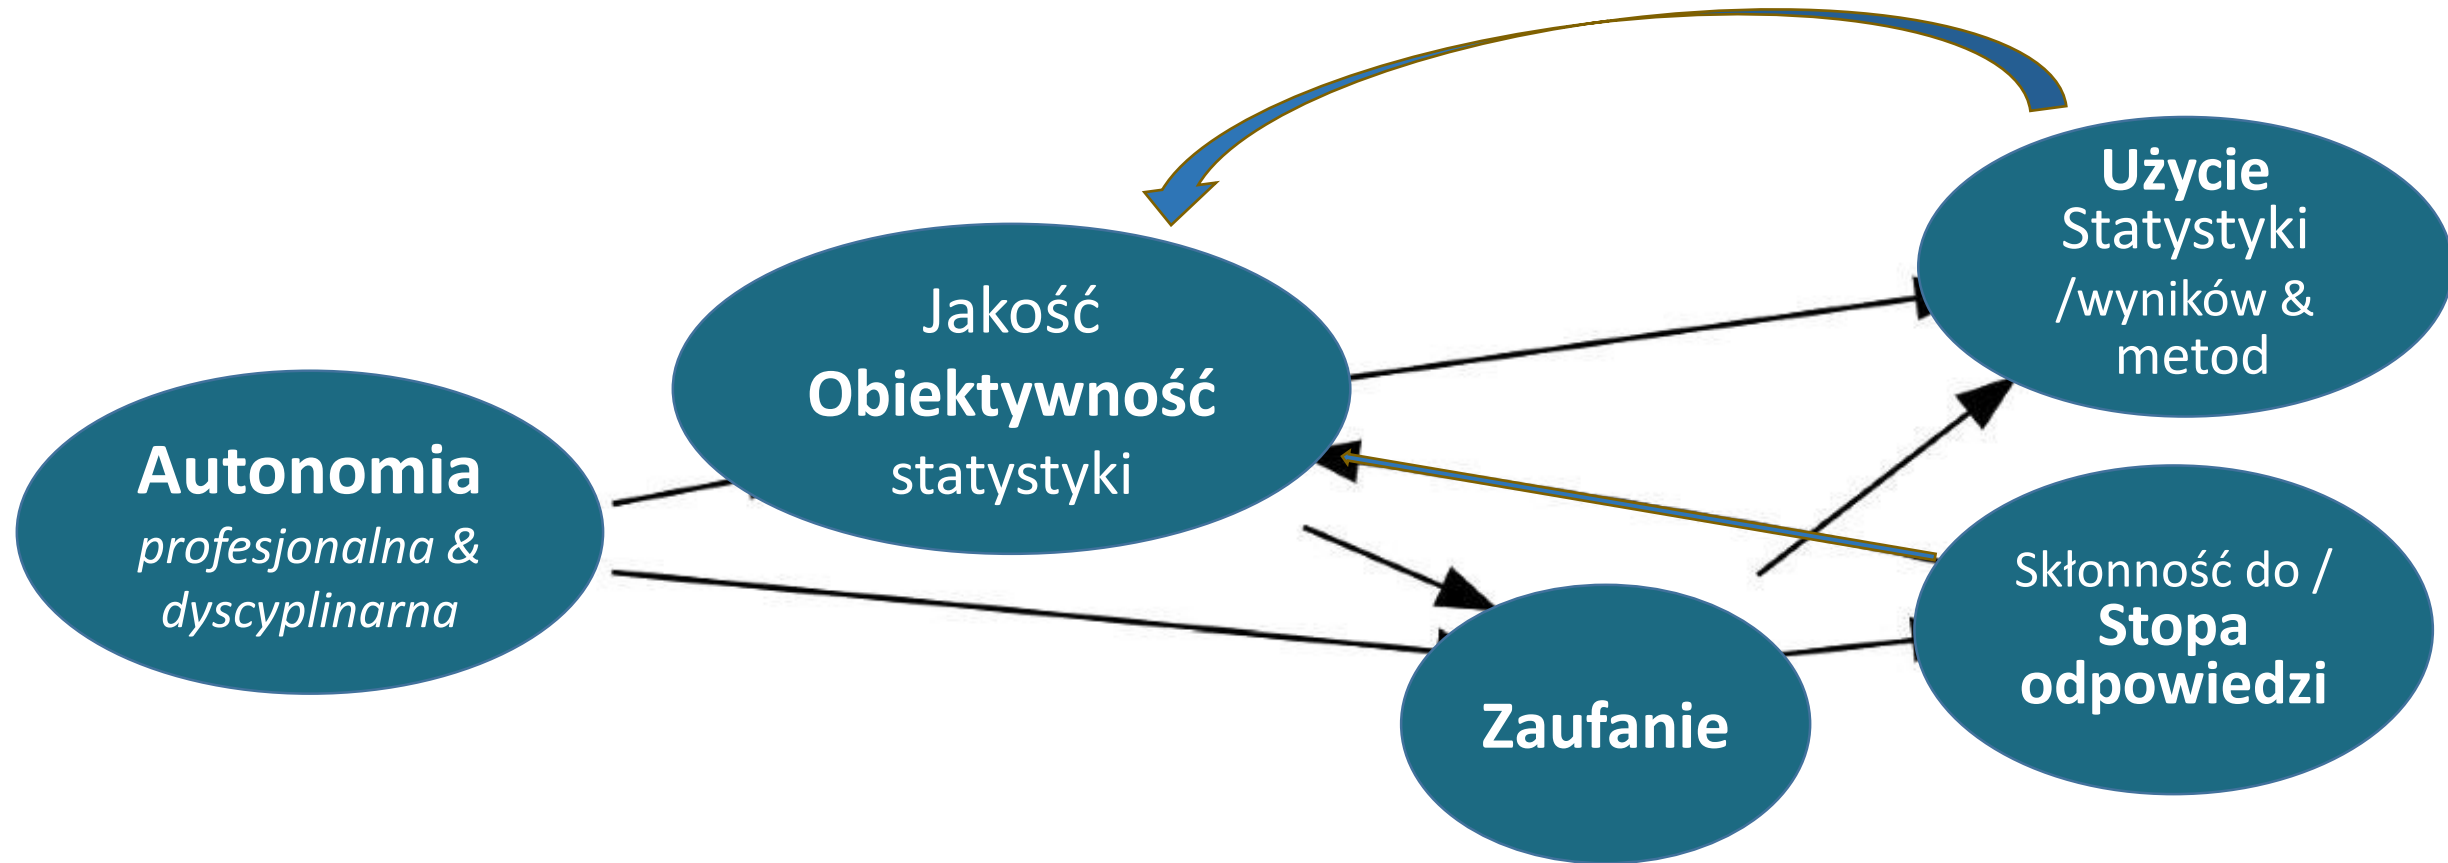 Autonomia
profesjonalna &
dyscyplinarna
Jakość
Obiektywność
statystyki
Użycie
Statystyki
/wyników &
metod
Zaufanie
Skłonność do /
Stopa
odpowiedzi